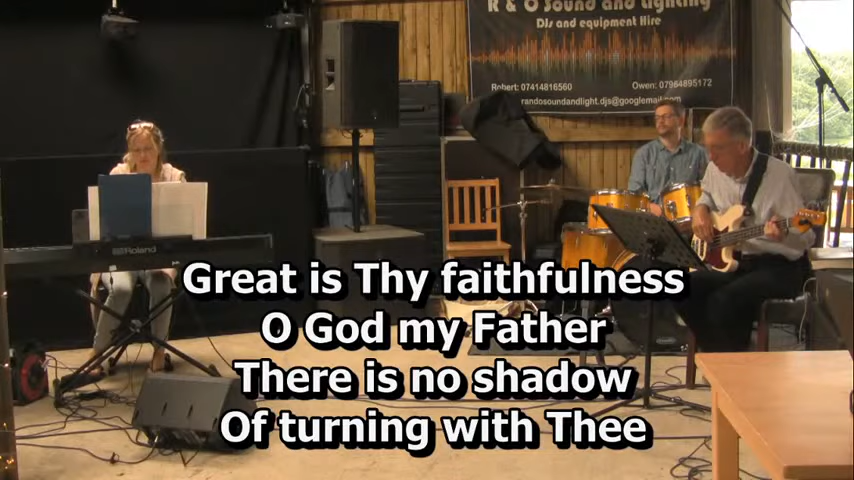 R & O Sound and Lighting
DJs and equipment Hire
Robert: 07414816560 Owen: 07964895172
randosoundandlight.djs@googlemail.com
Roland
Great is Thy faithfulness
O God my Father
There is no shadow
Of turning with Thee